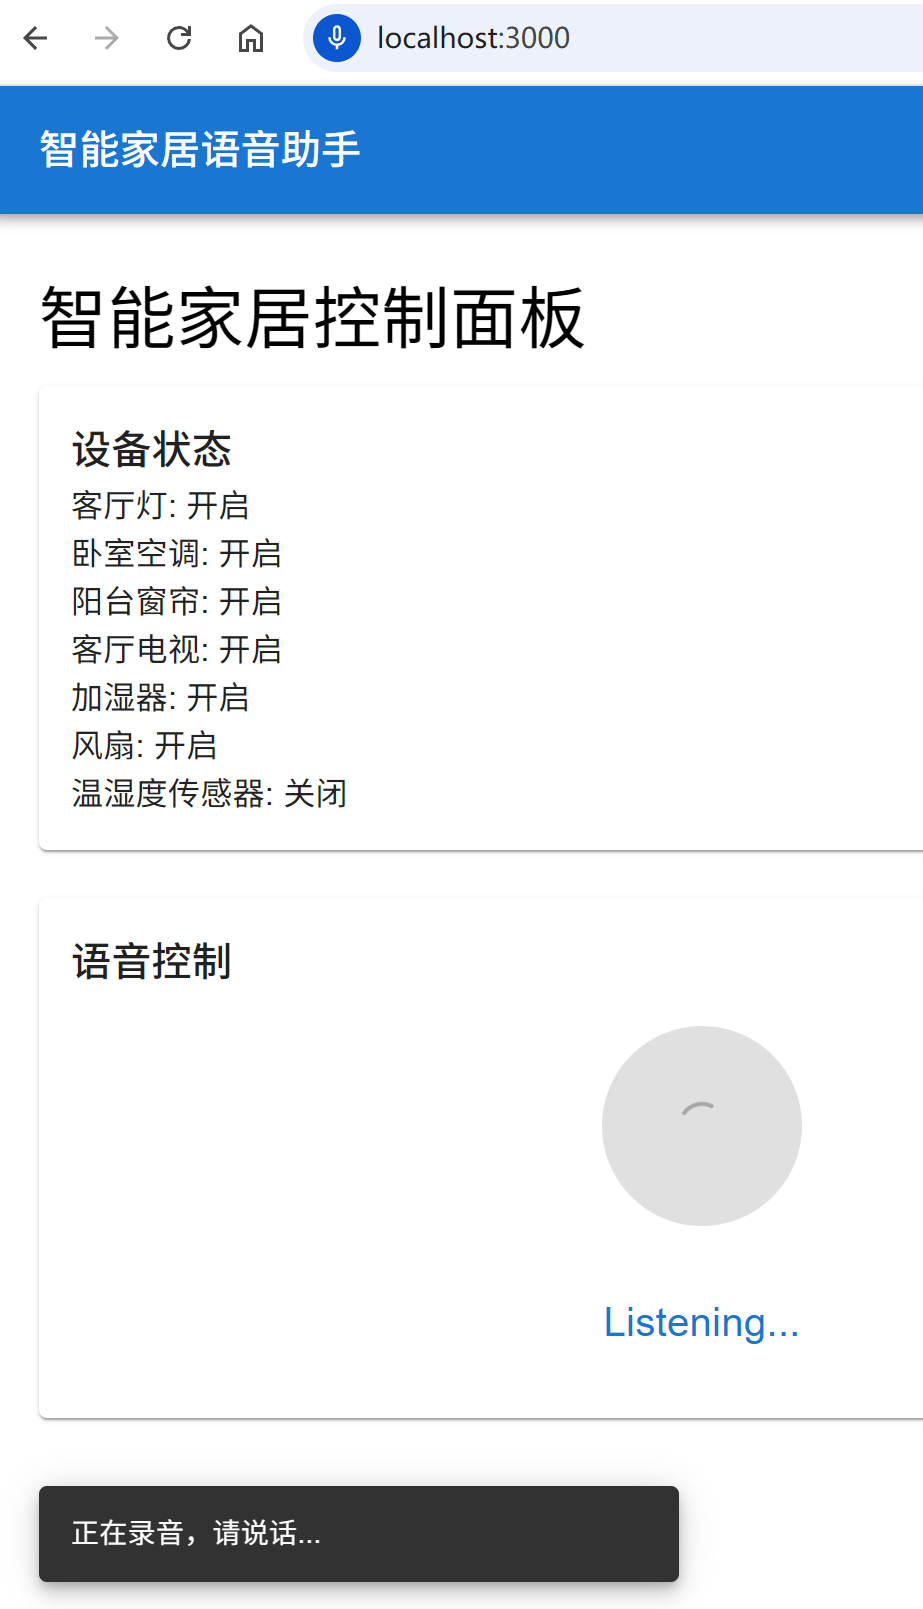 localhost:3000
智能家居语音助手
智能家居控制面板
设备状态
客厅灯: 开启
卧室空调: 开启
阳台窗帘: 开启
客厅电视: 开启
加湿器: 开启
风扇: 开启
温湿度传感器: 关闭
语音控制
Listening...
正在录音，请说话...